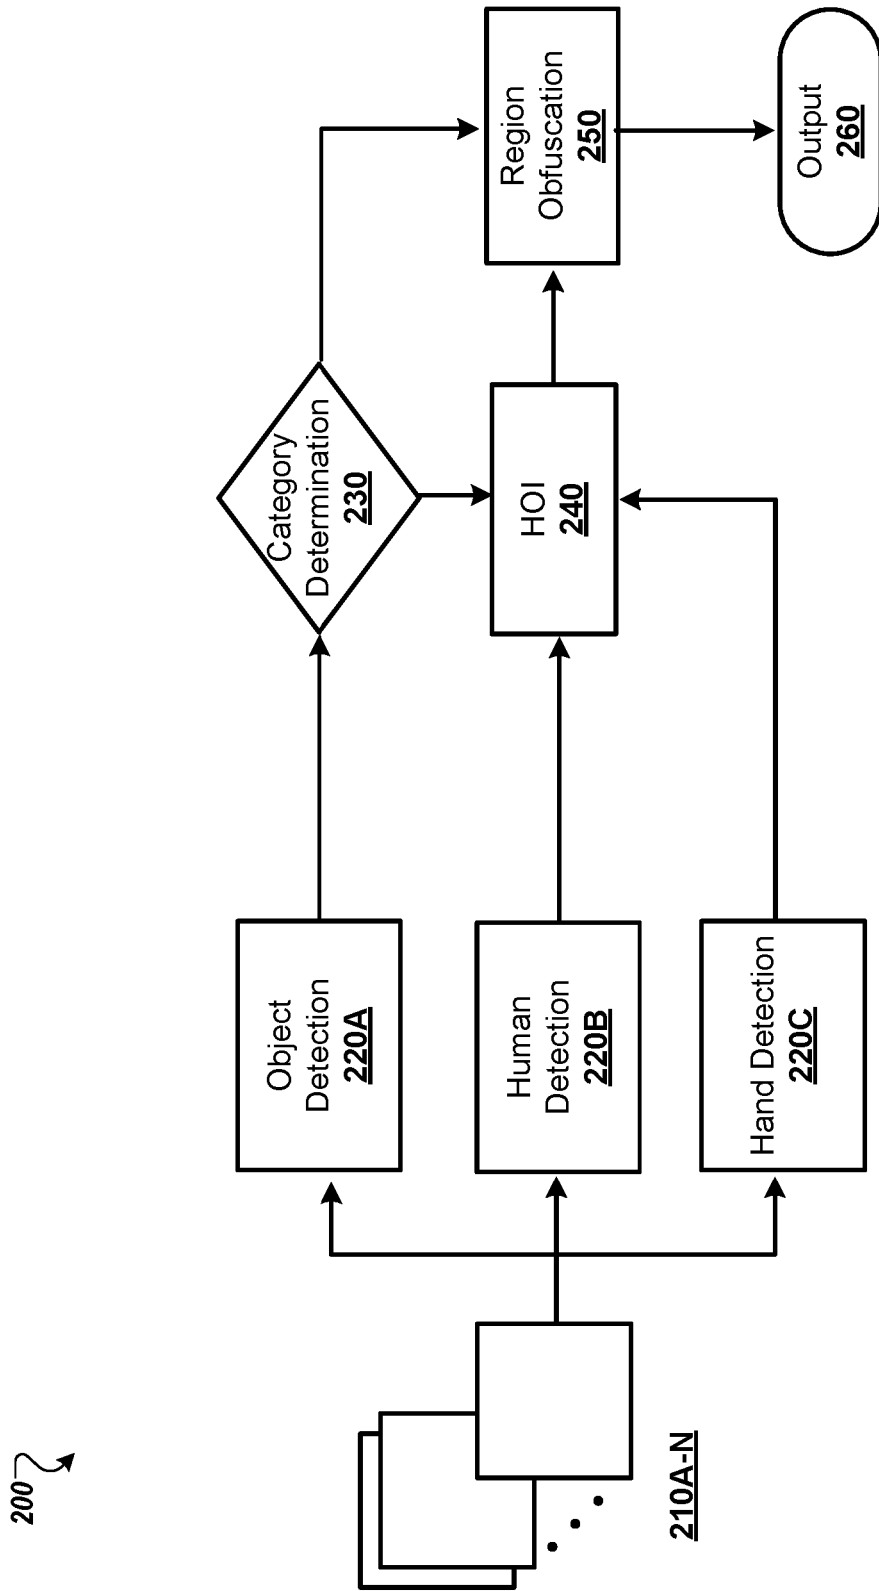 200
210A-N
Object
Detection
220A
Human
Detection
220B
Hand Detection
220C
Category
Determination
230
HOI
240
Region
Obfuscation
250
Output
260